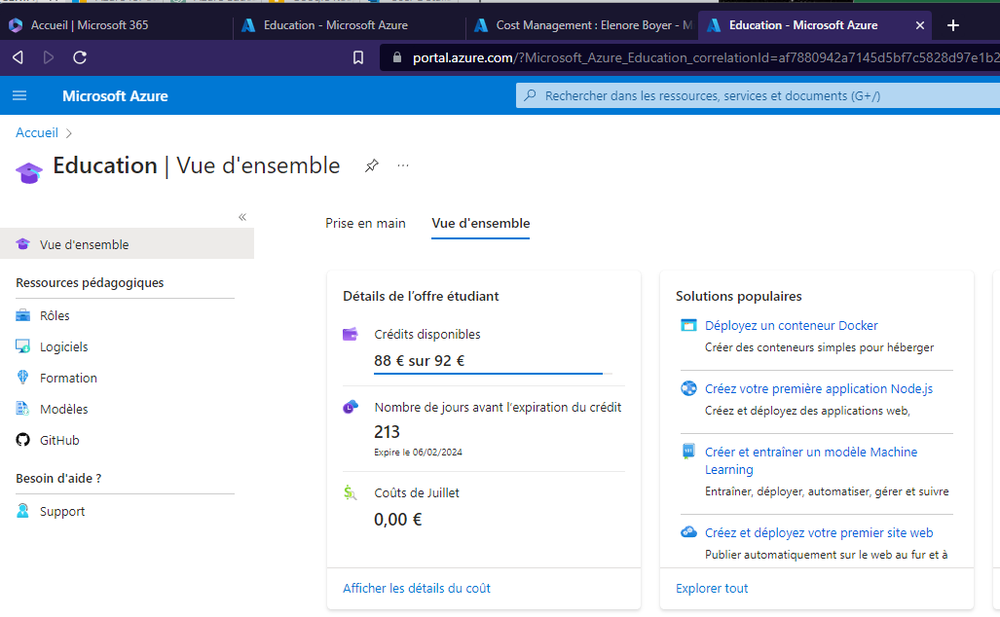 Accueil | Microsoft 365
Education - Microsoft Azure
Cost Management : Elenore Boyer - M
Education - Microsoft Azure
portal.azure.com/?Microsoft_Azure_Education_correlationId=af7880942a7145d5bf7c5828d97e1b2
Microsoft Azure
Rechercher dans les ressources, services et documents (G+/)
Accueil
Education | Vue d'ensemble
Vue d'ensemble
Ressources pédagogiques
Rôles
Logiciels
Formation
Modèles
GitHub
Besoin d'aide ?
Support
Prise en main
Vue d'ensemble
Détails de l’offre étudiant
Crédits disponibles
88 € sur 92 €
Nombre de jours avant l’expiration du crédit
213
Expire le 06/02/2024
Coûts de Juillet
0,00 €
Afficher les détails du coût
Solutions populaires
Déployez un conteneur Docker
Créer des conteneurs simples pour héberger
Créez votre première application Node.js
Créez et déployez des applications web,
Créer et entraîner un modèle Machine
Learning
Entraîner, déployer, automatiser, gérer et suivre
Créez et déployez votre premier site web
Publier automatiquement sur le web au fur et à
Explorer tout